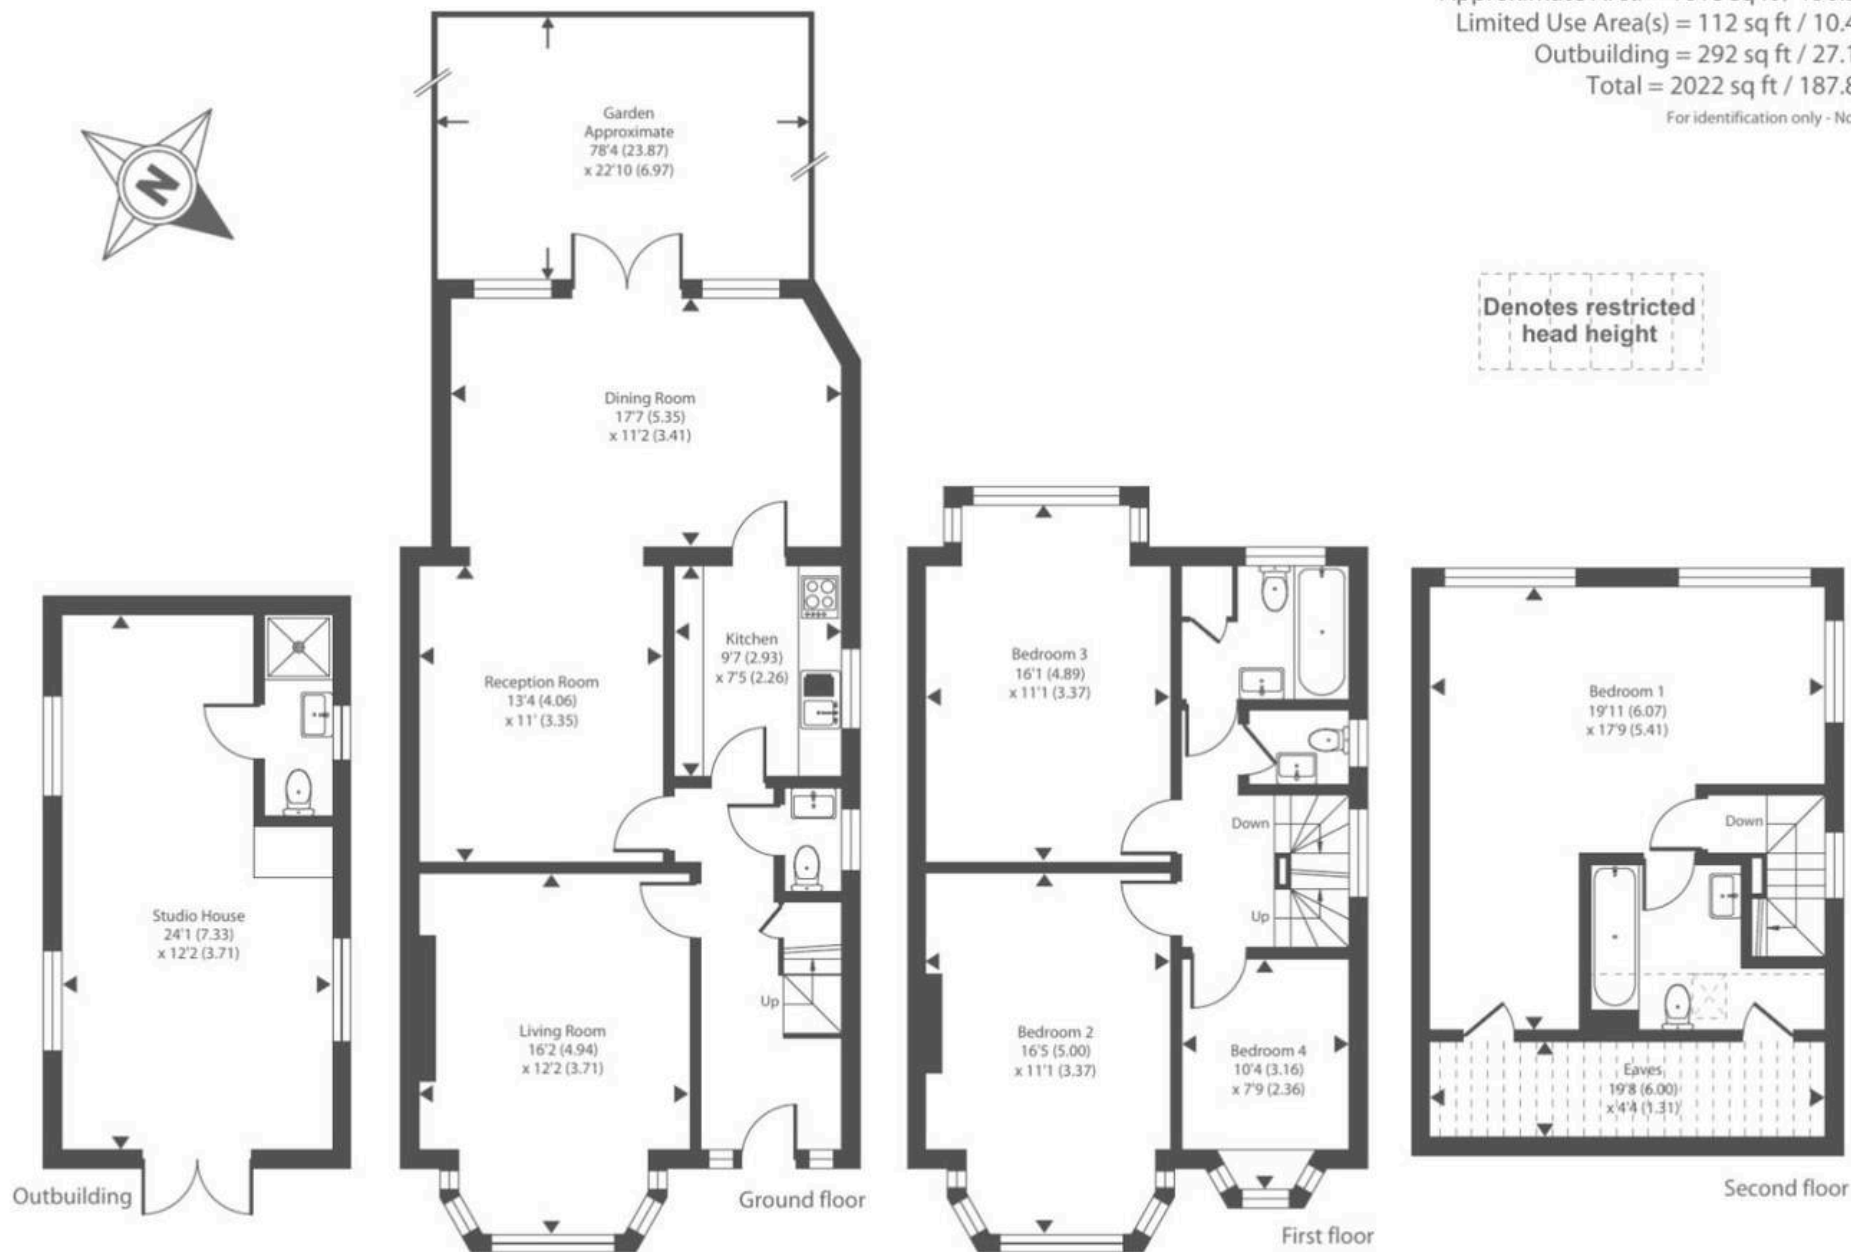 Limited Use Area(s) = 112 sq ft / 10.4
Outbuilding = 292 sq ft / 27.1
Total = 2022 sq ft / 187.8
For identification only - No
N
Denotes restricted
head height
Garden
Approximate
78'4 (23.87)
x 22'10 (6.97)
Dining Room
17'7 (5.35)
x 11'2 (3.41)
Kitchen
9'7 (2.93)
x 7'5 (2.26)
Reception Room
13'4 (4.06)
x 11' (3.35)
Living Room
16'2 (4.94)
x 12'2 (3.71)
Up
Ground floor
Studio House
24'1 (7.33)
x 12'2 (3.71)
Outbuilding
Bedroom 3
16'1 (4.89)
x 11'1 (3.37)
Down
Up
Bedroom 2
16'5 (5.00)
x 11'1 (3.37)
Bedroom 4
10'4 (3.16)
x 7'9 (2.36)
First floor
Bedroom 1
19'11 (6.07)
x 17'9 (5.41)
Down
Eaves
19'8 (6.00)
x 4'4 (1.31)
Second floor